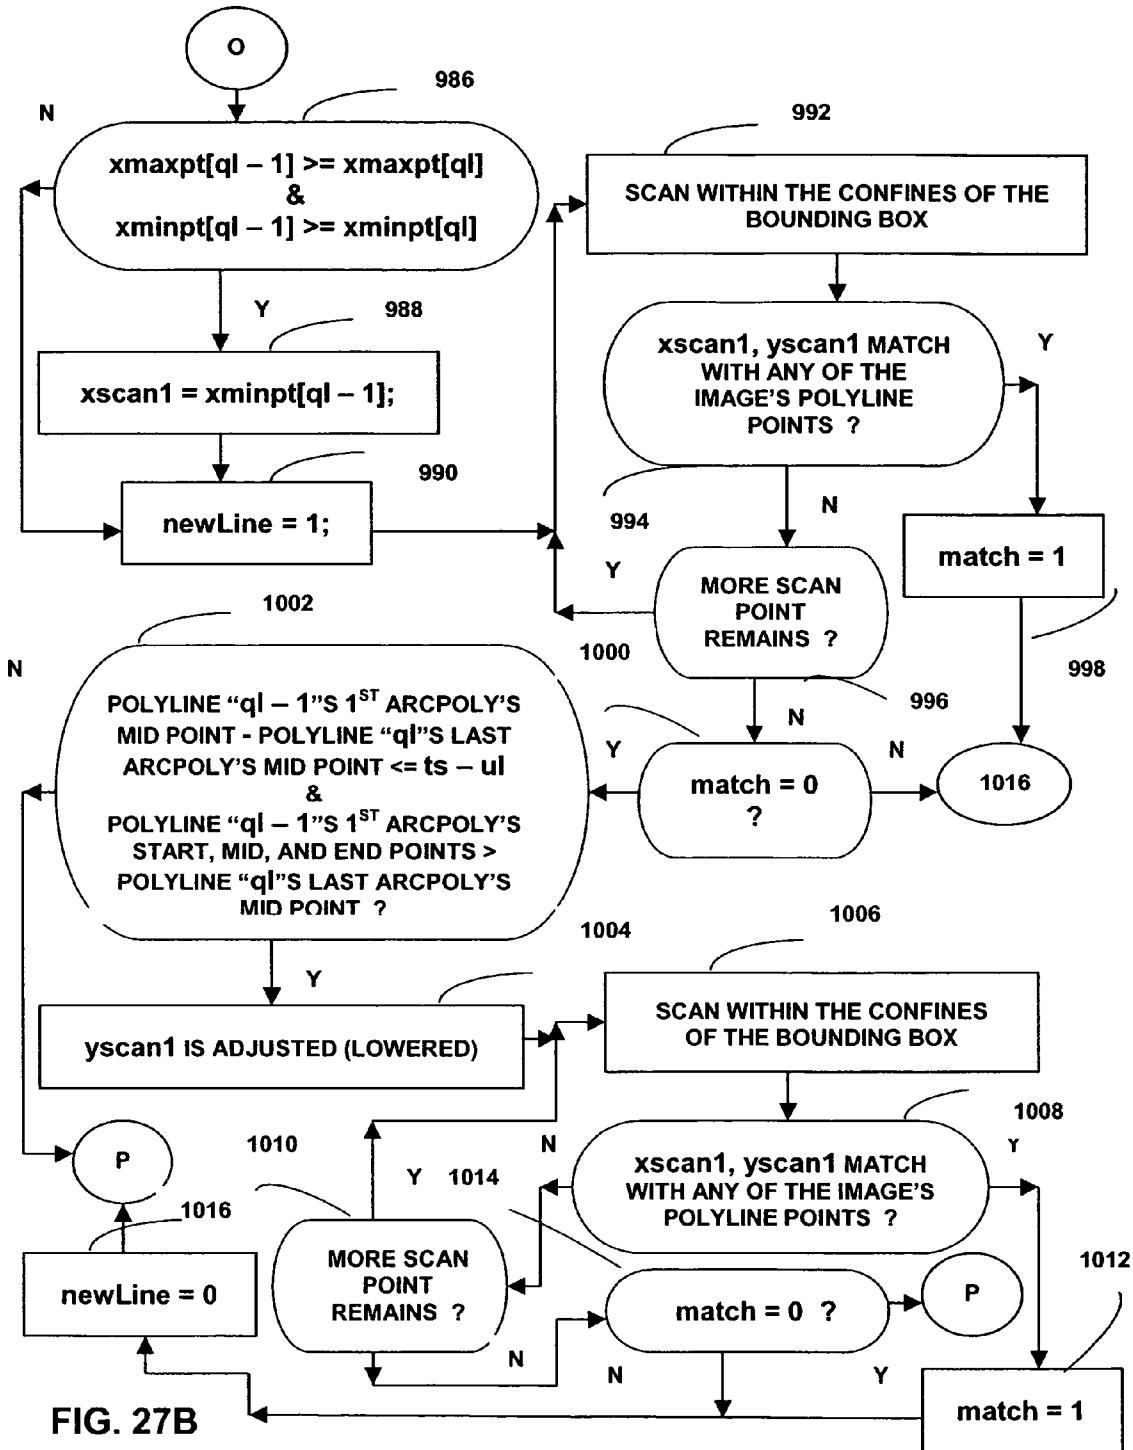 O
986
N
xmaxpt[ql – 1] >= xmaxpt[ql]
&
xminpt[ql – 1] >= xminpt[ql]
Y
988
xscan1 = xminpt[ql – 1];
990
newLine = 1;
992
SCAN WITHIN THE CONFINES OF THE
BOUNDING BOX
xscan1, yscan1 MATCH
WITH ANY OF THE
IMAGE'S POLYLINE
POINTS ?
Y
994
N
match = 1
998
Y
MORE SCAN
POINT
REMAINS ?
996
N
1000
match = 0
?
Y
N
1016
1002
N
POLYLINE “ql – 1”S 1ST ARCPOLY'S
MID POINT - POLYLINE “ql”S LAST
ARCPOLY'S MID POINT <= ts – ul
&
POLYLINE “ql – 1”S 1ST ARCPOLY'S
START, MID, AND END POINTS >
POLYLINE “ql”S LAST ARCPOLY'S
MID POINT ?
Y
1004
yscan1 IS ADJUSTED (LOWERED)
1006
SCAN WITHIN THE CONFINES
OF THE BOUNDING BOX
1008
xscan1, yscan1 MATCH
WITH ANY OF THE IMAGE'S
POLYLINE POINTS ?
N
Y
P
1010
Y
MORE SCAN
POINT
REMAINS ?
N
1014
match = 0 ?
N
Y
P
1012
match = 1
1016
newLine = 0
FIG. 27B